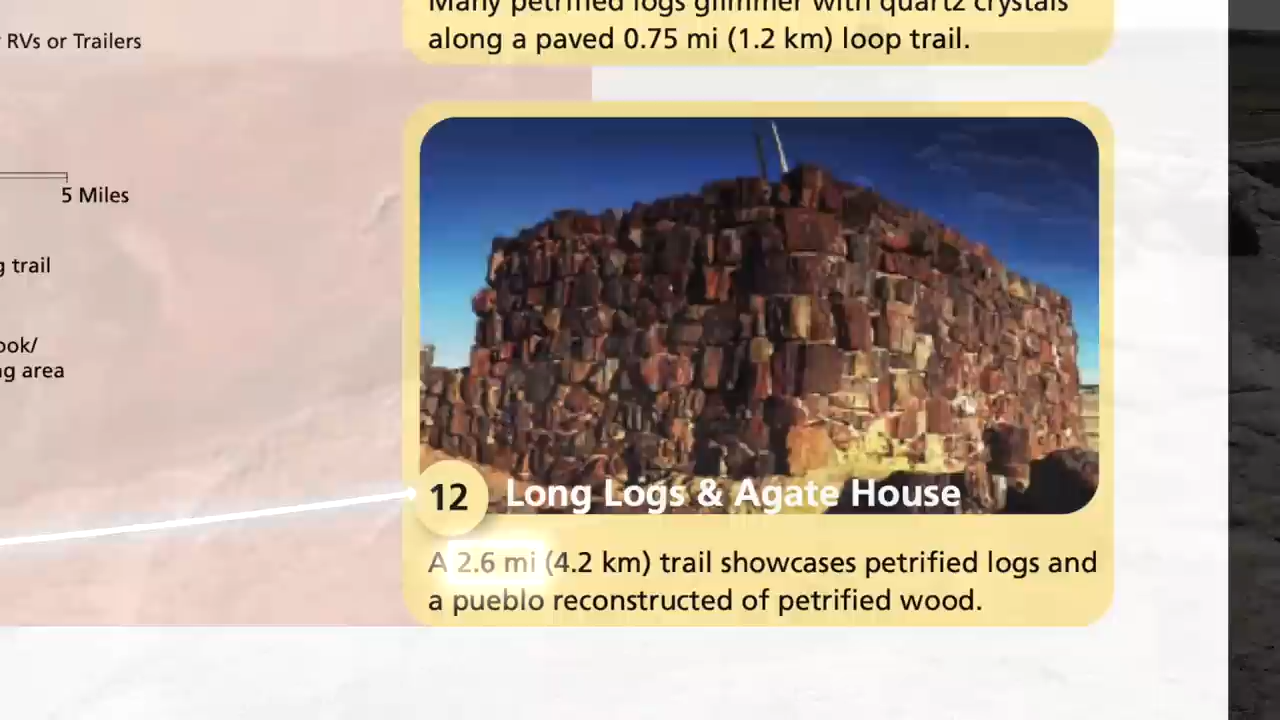 Many petrified logs glimmer with quartz crystals
along a paved 0.75 mi (1.2 km) loop trail.
RVs or Trailers
5 Miles
trail
area
12 Long Logs & Agate House
A 2.6 mi (4.2 km) trail showcases petrified logs and
a pueblo reconstructed of petrified wood.